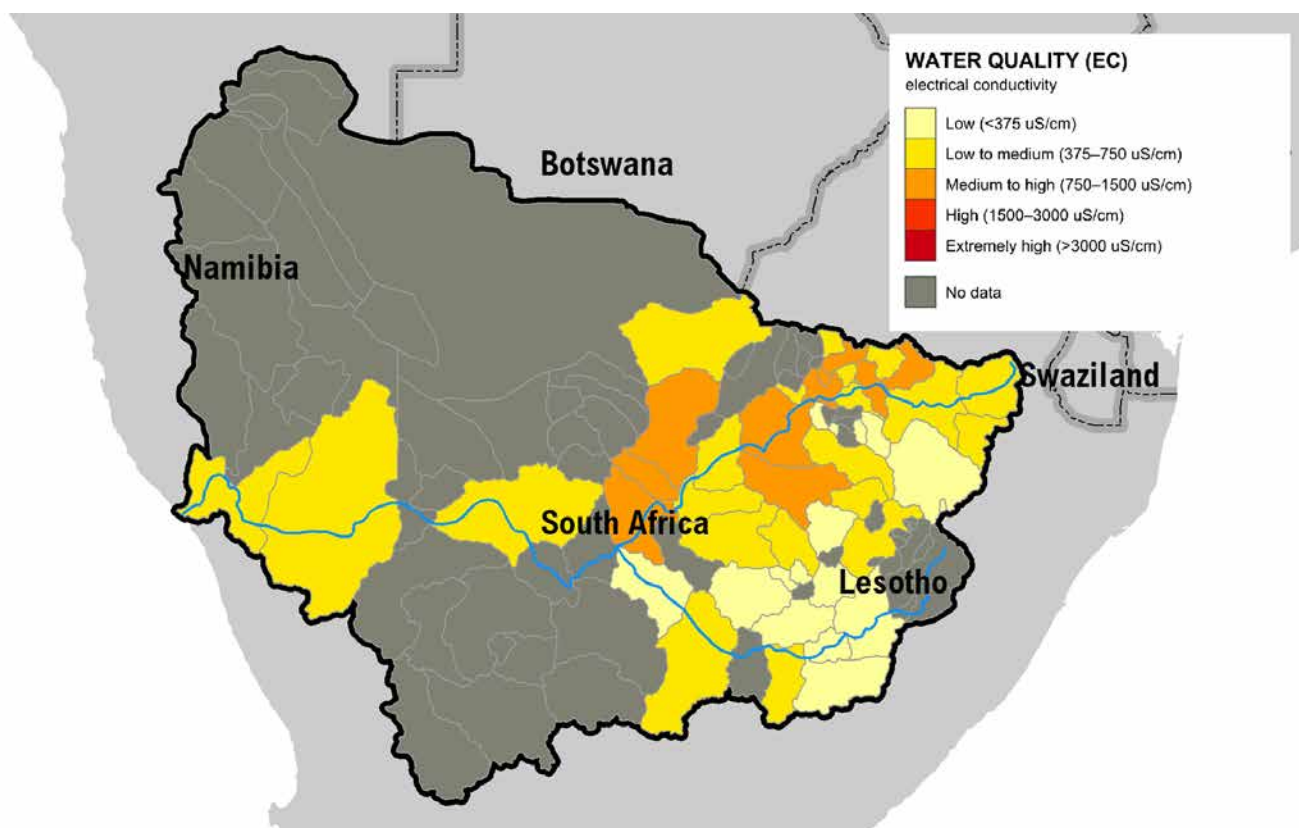 WATER QUALITY (EC)
electrical conductivity
Low (<375 uS/cm)
Low to medium (375–750 uS/cm)
Medium to high (750–1500 uS/cm)
High (1500–3000 uS/cm)
Extremely high (>3000 uS/cm)
No data
Botswana
Namibia
Swaziland
South Africa
Lesotho